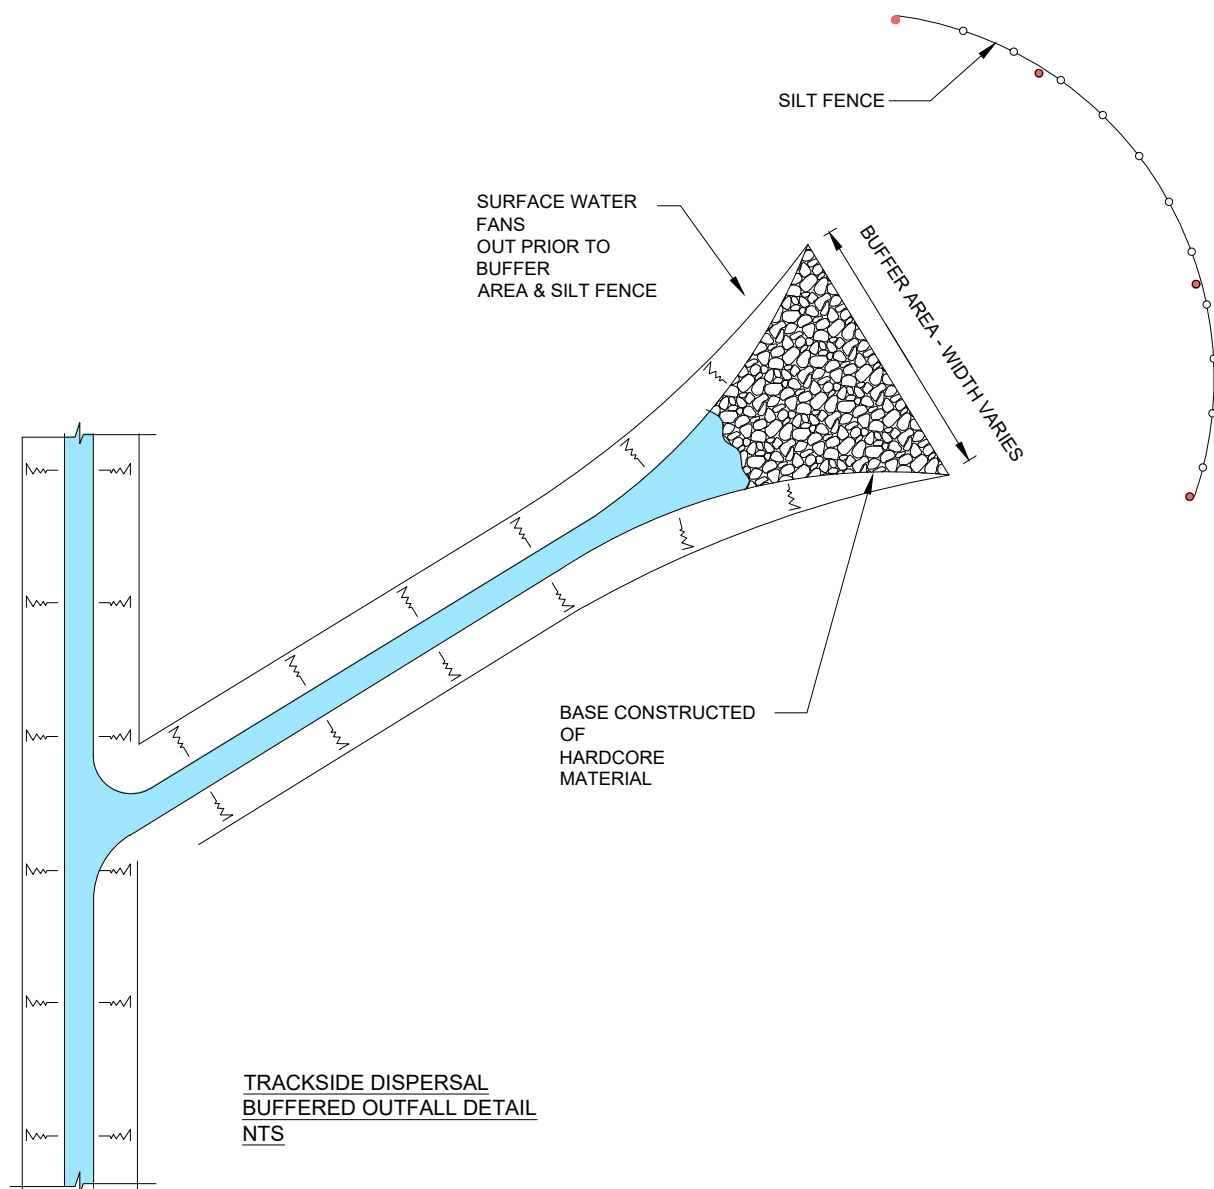 SILT FENCE
SURFACE WATER
FANS
OUT PRIOR TO
BUFFER
AREA & SILT FENCE
BUFFER AREA - WIDTH VARIES
BASE CONSTRUCTED
OF
HARDCORE
MATERIAL
TRACKSIDE DISPERSAL
BUFFERED OUTFALL DETAIL
NTS